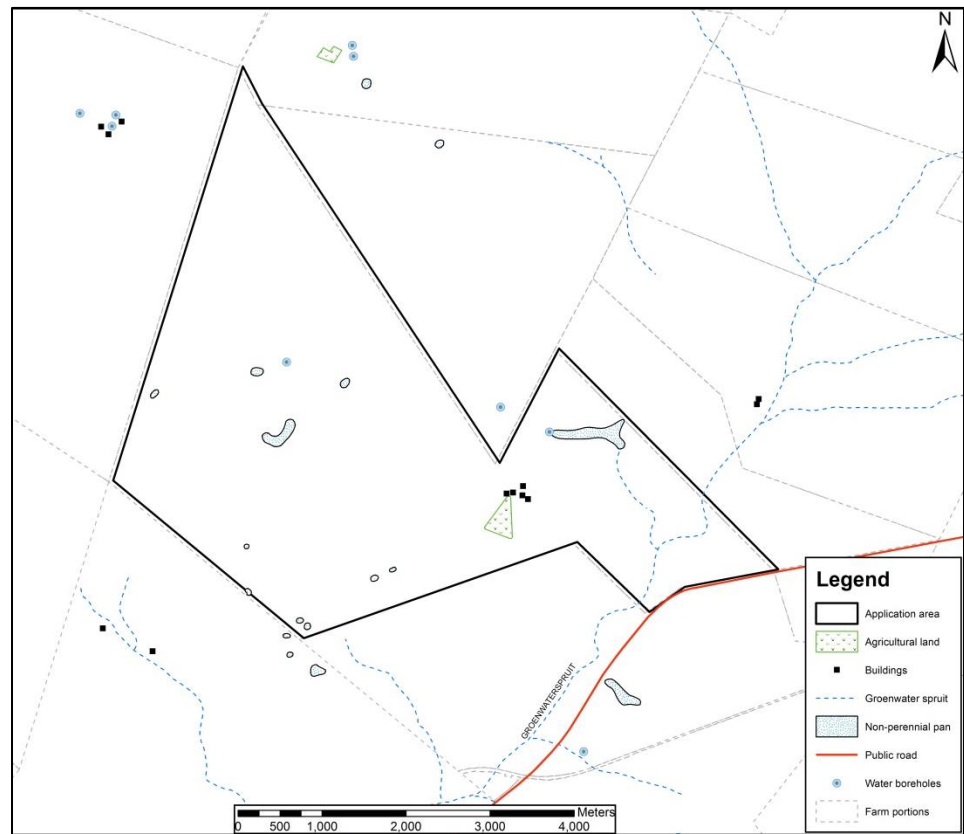 N
GROENWATERSPRUIT
Legend
Application area
Agricultural land
Buildings
Groenwater spruit
Non-perennial pan
Public road
Water boreholes
Farm portions
Meters
0 500 1,000 2,000 3,000 4,000